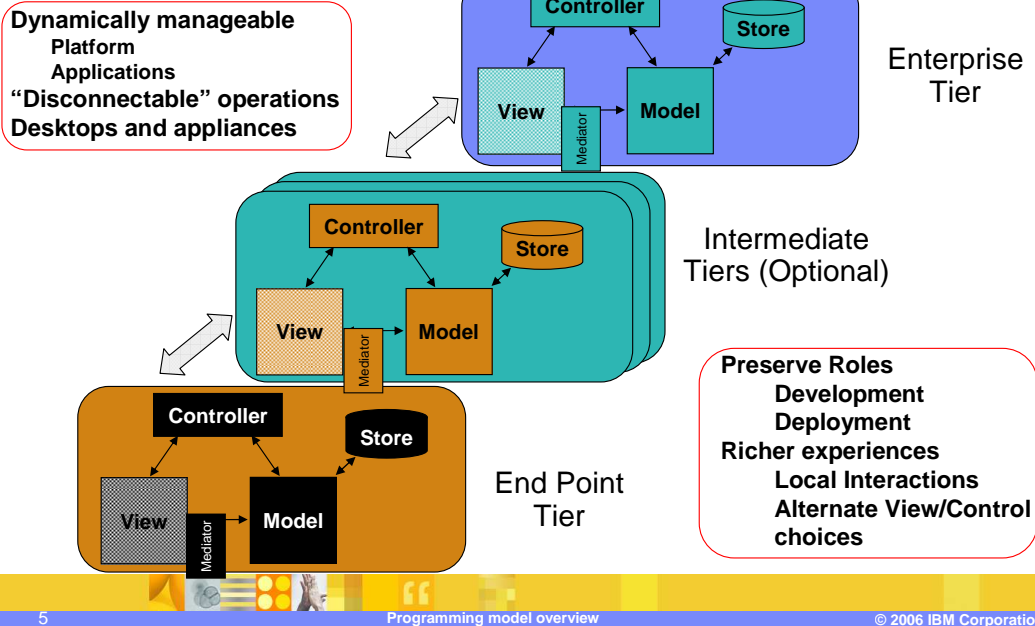 Dynamically manageable
Platform
Applications
“Disconnectable” operations
Desktops and appliances
Controller
Store
View
Mediator
Model
Enterprise
Tier
Controller
Store
View
Mediator
Model
Intermediate
Tiers (Optional)
Controller
Store
View
Mediator
Model
End Point
Tier
Preserve Roles
Development
Deployment
Richer experiences
Local Interactions
Alternate View/Control
choices
5
Programming model overview
© 2006 IBM Corporatio